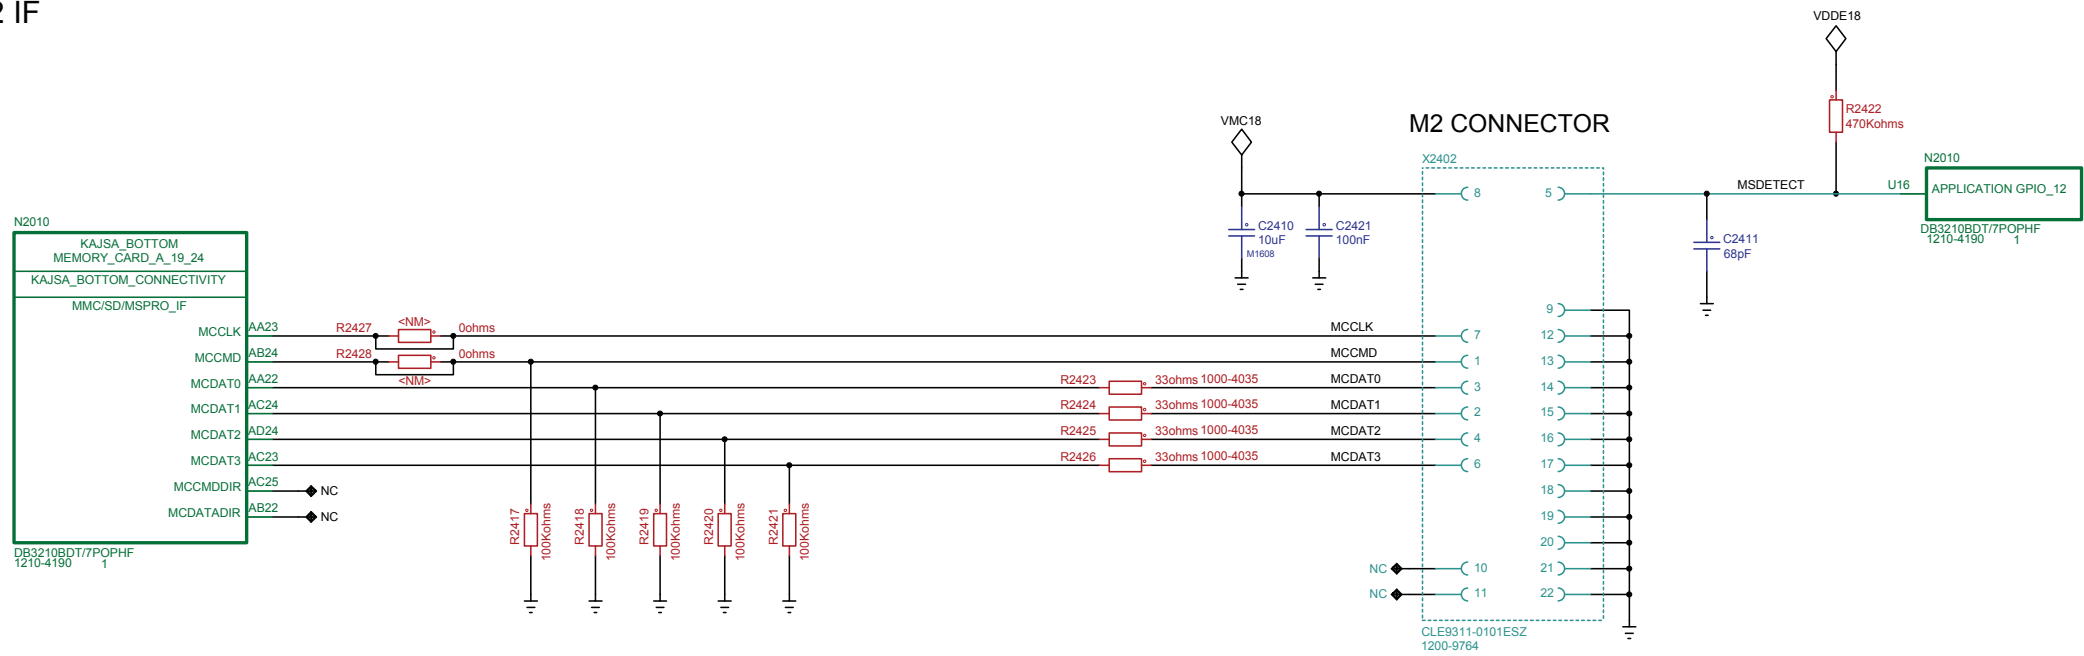 2 IF
VDDE18
R2422
470Kohms
M2 CONNECTOR
VMC18
X2402
N2010
8
5
MSDETECT
U16
APPLICATION GPIO_12
DB3210BDT/7POPHF
1210-4190 1
C2410
10uF
M1608
C2421
100nF
C2411
68pF
N2010
KAJSA_BOTTOM
MEMORY_CARD_A_19_24
KAJSA_BOTTOM_CONNECTIVITY
MMC/SD/MSPRO_IF
MCCLK AA23
R2427 <NM> 0ohms
MCCLK
7
MCCMD AB24
R2428 <NM> 0ohms
MCCMD
1
MCDAT0 AA22
R2423 33ohms 1000-4035
MCDAT0
3
MCDAT1 AC24
R2424 33ohms 1000-4035
MCDAT1
2
MCDAT2 AD24
R2425 33ohms 1000-4035
MCDAT2
4
MCDAT3 AC23
R2426 33ohms 1000-4035
MCDAT3
6
MCCMDDIR AC25
NC
MCDATADIR AB22
NC
DB3210BDT/7POPHF
1210-4190 1
R2417
100Kohms
R2418
100Kohms
R2419
100Kohms
R2420
100Kohms
R2421
100Kohms
9
12
13
14
15
16
17
18
19
20
NC 10
21
NC 11
22
CLE9311-0101ESZ
1200-9764